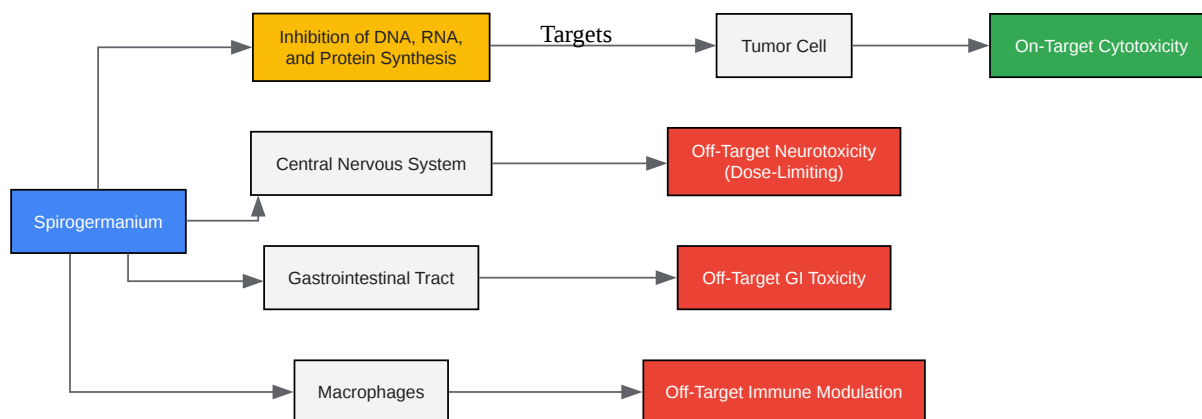 Inhibition of DNA, RNA,
and Protein Synthesis
Targets
Tumor Cell
On-Target Cytotoxicity
Central Nervous System
Off-Target Neurotoxicity
(Dose-Limiting)
Spirogermanium
Gastrointestinal Tract
Off-Target GI Toxicity
Macrophages
Off-Target Immune Modulation